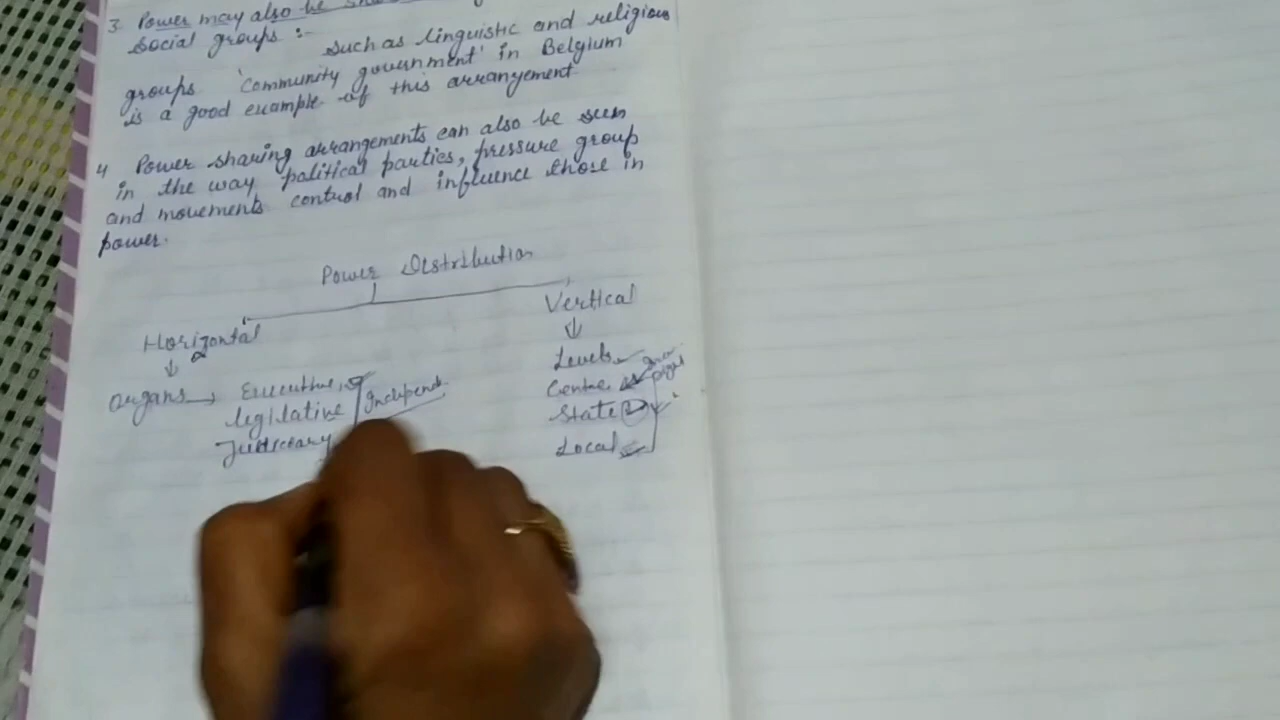 3. Power may also be
social groups :-
such as linguistic and religious
groups 'Community government' in Belgium
is a good example of this arrangement
4 Power sharing arrangements can also be seen
in the way political parties, pressure group
and movements control and influence those in
power.
Power Distribution
Horizontal
Vertical
Organs → Executive,
legislative
Judiciary
Independ.
Levels
Centre
State
Local